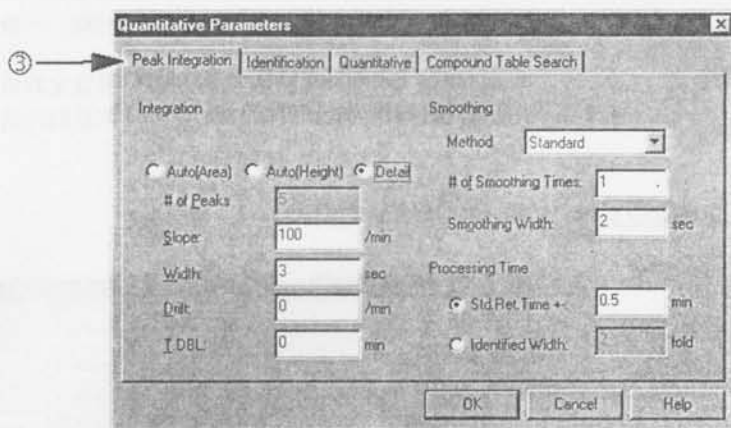 Quantitative Parameters
③
Peak Integration Identification Quantitative Compound Table Search
Integration
Auto(Area) Auto(Height) Detail
# of Peaks 5
Slope: 100 /min
Width: 3 sec
Drift: 0 /min
T.DBL: 0 min
Smoothing
Method Standard
# of Smoothing Times: 1
Smoothing Width: 2 sec
Processing Time
Std.Ret.Time +-: 0.5 min
Identified Width: 2 fold
OK Cancel Help